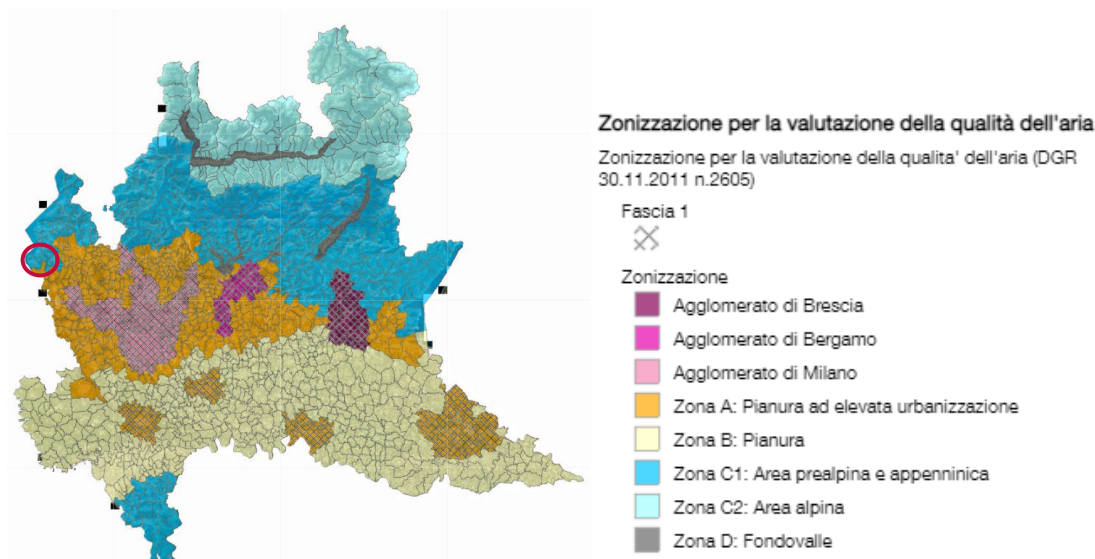 Zonizzazione per la valutazione della qualità dell'aria
Zonizzazione per la valutazione della qualita' dell'aria (DGR
30.11.2011 n.2605)
Fascia 1
Zonizzazione
Agglomerato di Brescia
Agglomerato di Bergamo
Agglomerato di Milano
Zona A: Pianura ad elevata urbanizzazione
Zona B: Pianura
Zona C1: Area prealpina e appenninica
Zona C2: Area alpina
Zona D: Fondovalle